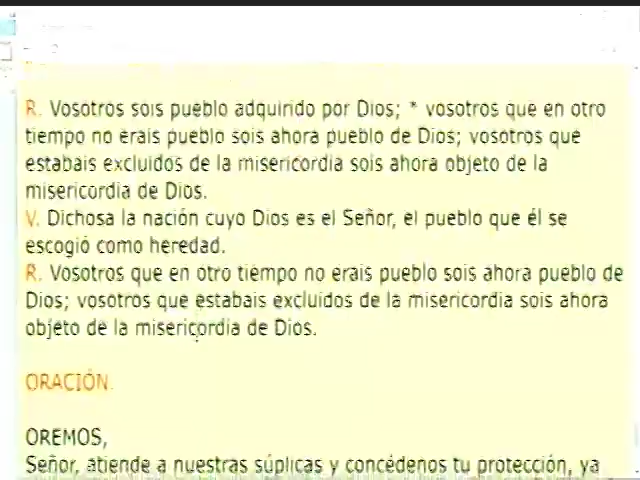 R. Vosotros sois pueblo adquirido por Dios; * vosotros que en otro
tiempo no erais pueblo sois ahora pueblo de Dios; vosotros que
estabais excluidos de la misericordia sois ahora objeto de la
misericordia de Dios.
V. Dichosa la nación cuyo Dios es el Señor, el pueblo que él se
escogió como heredad.
R. Vosotros que en otro tiempo no erais pueblo sois ahora pueblo de
Dios; vosotros que estabais excluidos de la misericordia sois ahora
objeto de la misericordia de Dios.
ORACIÓN.
OREMOS,
Señor, atiende a nuestras súplicas y concédenos tu protección, ya